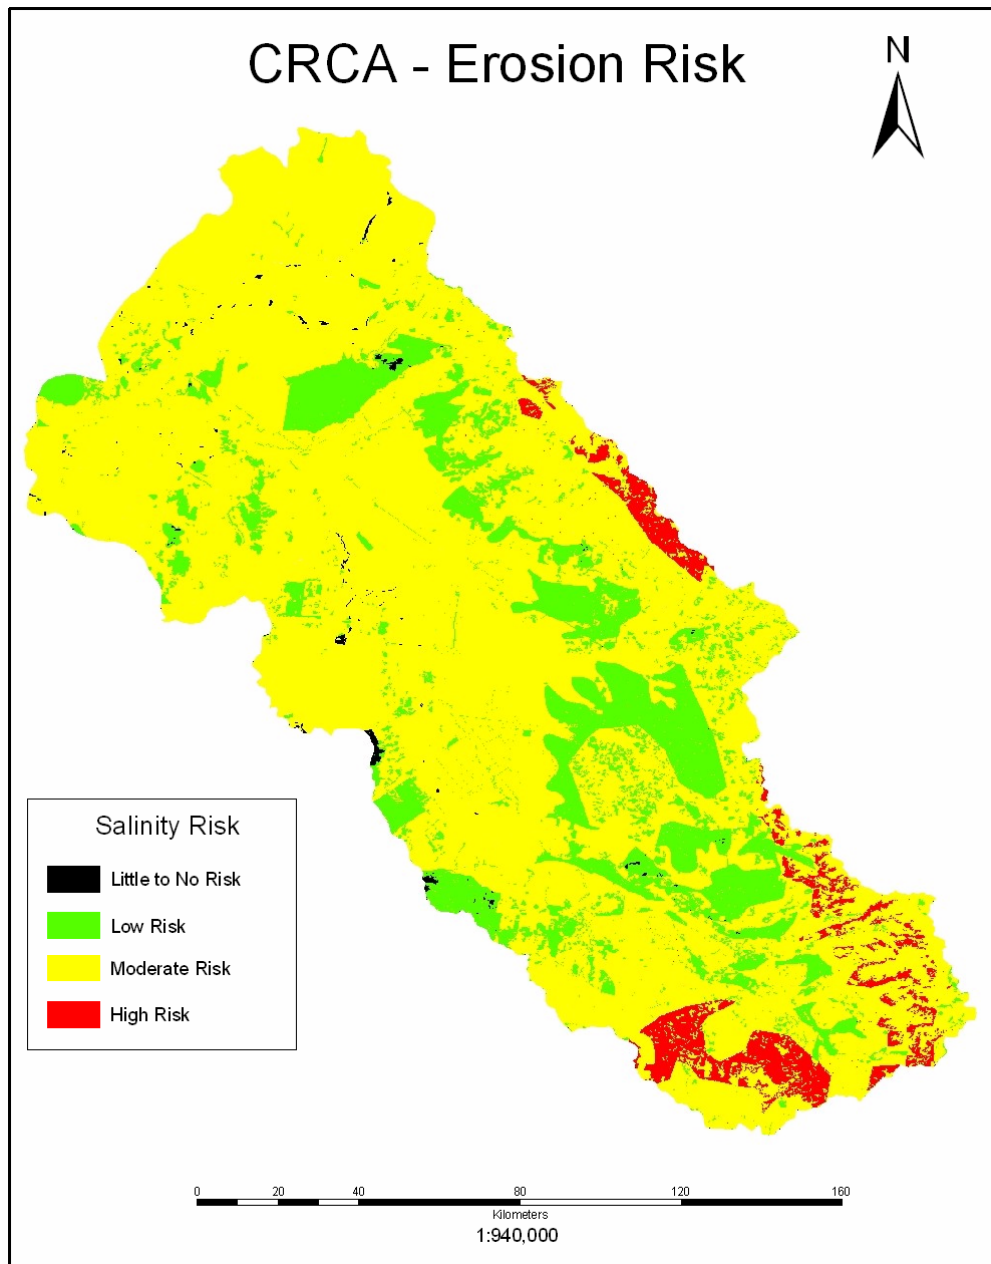 CRCA - Erosion Risk
N
Salinity Risk
Little to No Risk
Low Risk
Moderate Risk
High Risk
0 20 40 80 120 160
Kilometers
1:940,000